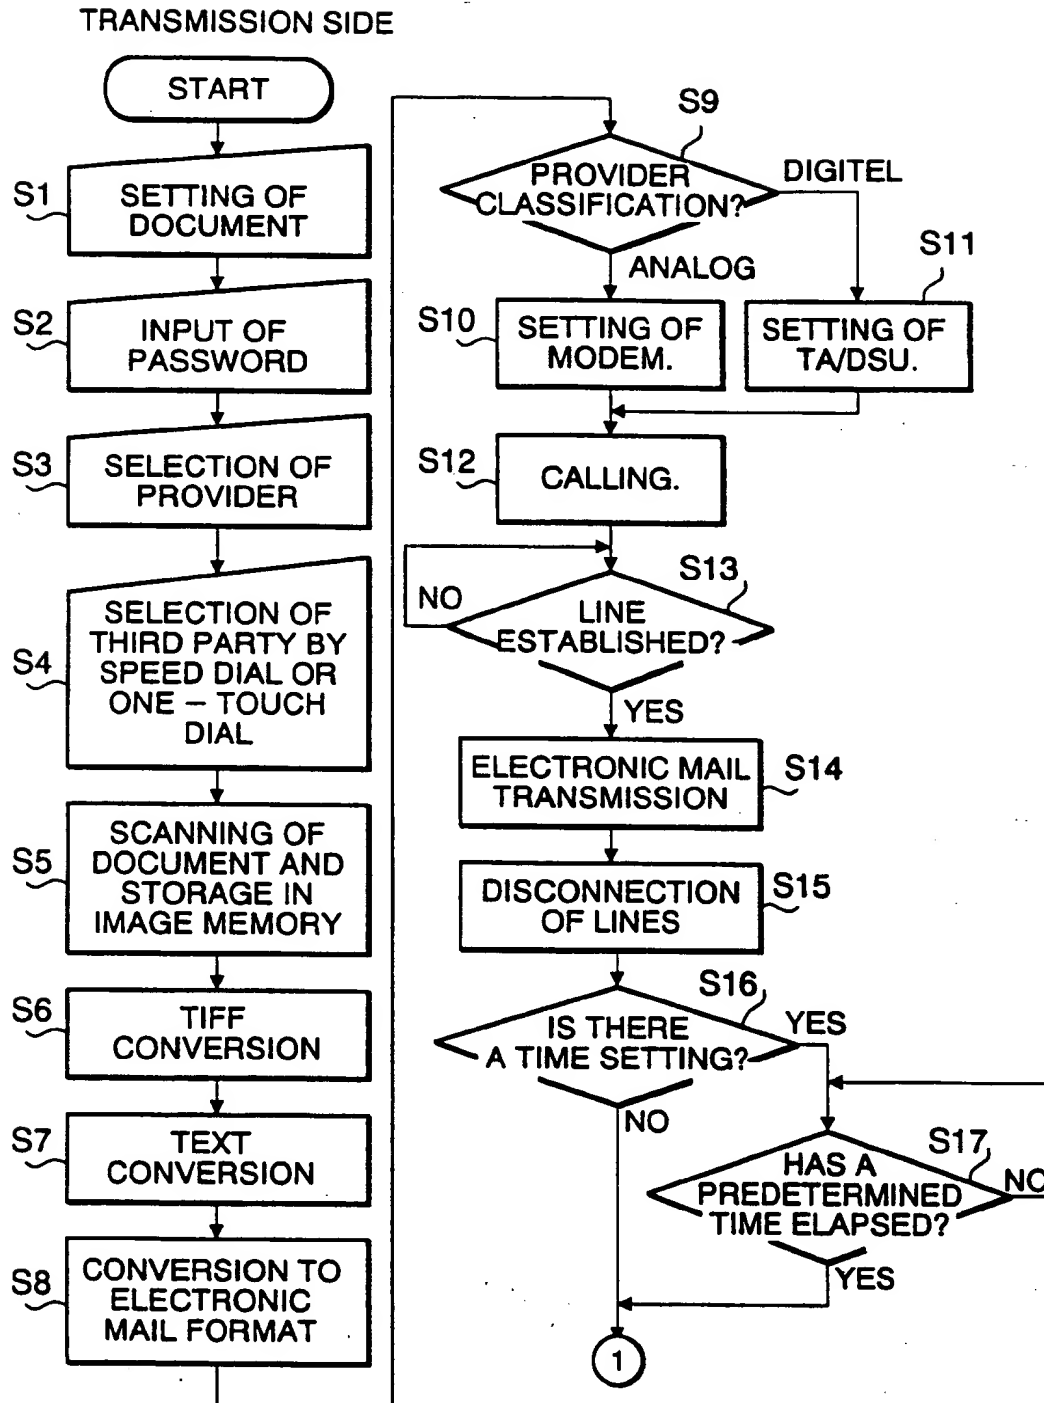 TRANSMISSION SIDE
START
S1
SETTING OF
DOCUMENT
S2
INPUT OF
PASSWORD
S3
SELECTION OF
PROVIDER
S4
SELECTION OF
THIRD PARTY BY
SPEED DIAL OR
ONE – TOUCH
DIAL
S5
SCANNING OF
DOCUMENT AND
STORAGE IN
IMAGE MEMORY
S6
TIFF
CONVERSION
S7
TEXT
CONVERSION
S8
CONVERSION TO
ELECTRONIC
MAIL FORMAT
S9
PROVIDER
CLASSIFICATION?
DIGITEL
ANALOG
S10
SETTING OF
MODEM.
S11
SETTING OF
TA/DSU.
S12
CALLING.
S13
NO
LINE
ESTABLISHED?
YES
S14
ELECTRONIC MAIL
TRANSMISSION
S15
DISCONNECTION
OF LINES
S16
IS THERE
A TIME SETTING?
YES
NO
S17
HAS A
PREDETERMINED
TIME ELAPSED?
NO
YES
1